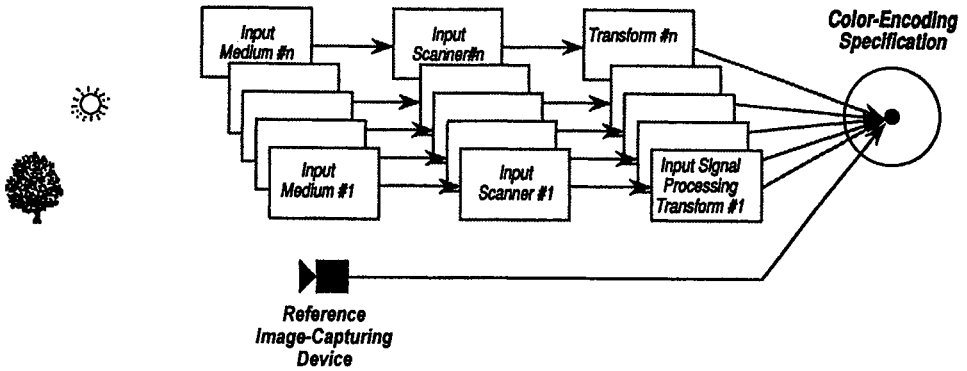 Input
Medium #n
Input
Scanner#n
Transform #n
Color-Encoding
Specification
Input
Medium #1
Input
Scanner #1
Input Signal
Processing
Transform #1
Reference
Image-Capturing
Device